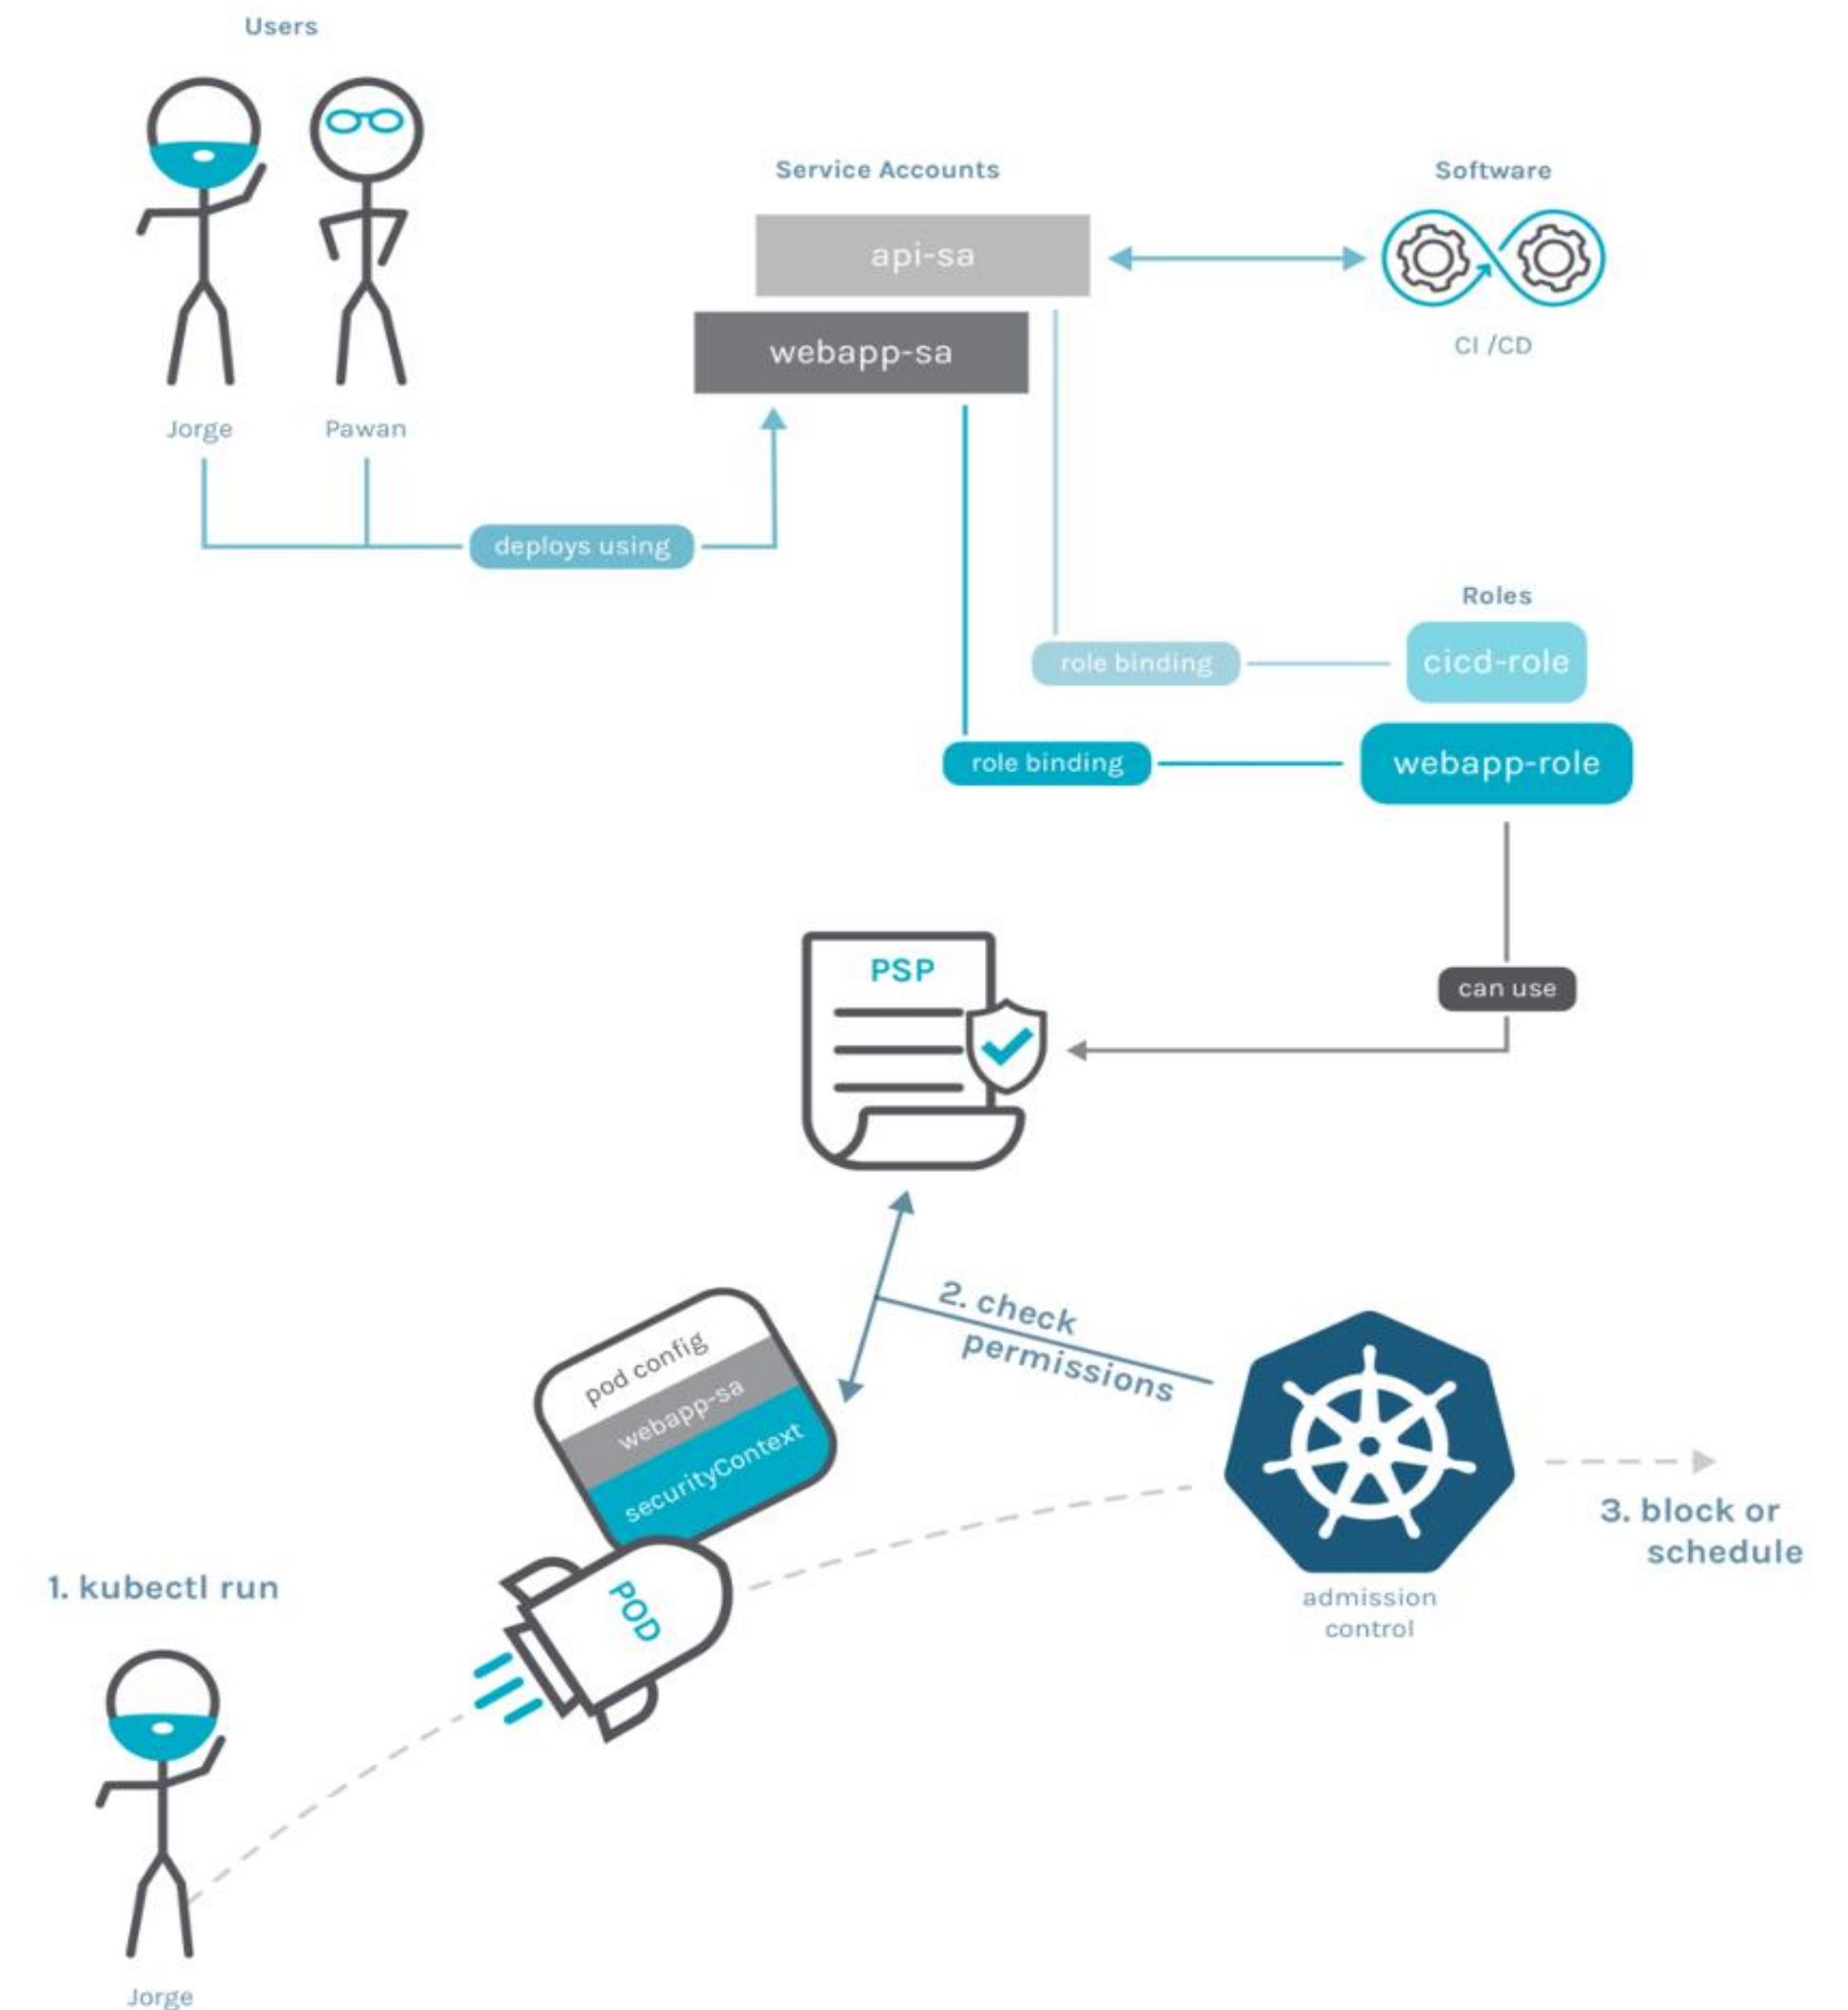 Users
Jorge
Pawan
deploys using
Service Accounts
api-sa
webapp-sa
Software
CI /CD
Roles
role binding
cicd-role
role binding
webapp-role
can use
PSP
2. check
permissions
pod config
webapp-sa
securityContext
POD
admission
control
3. block or
schedule
1. kubectl run
Jorge